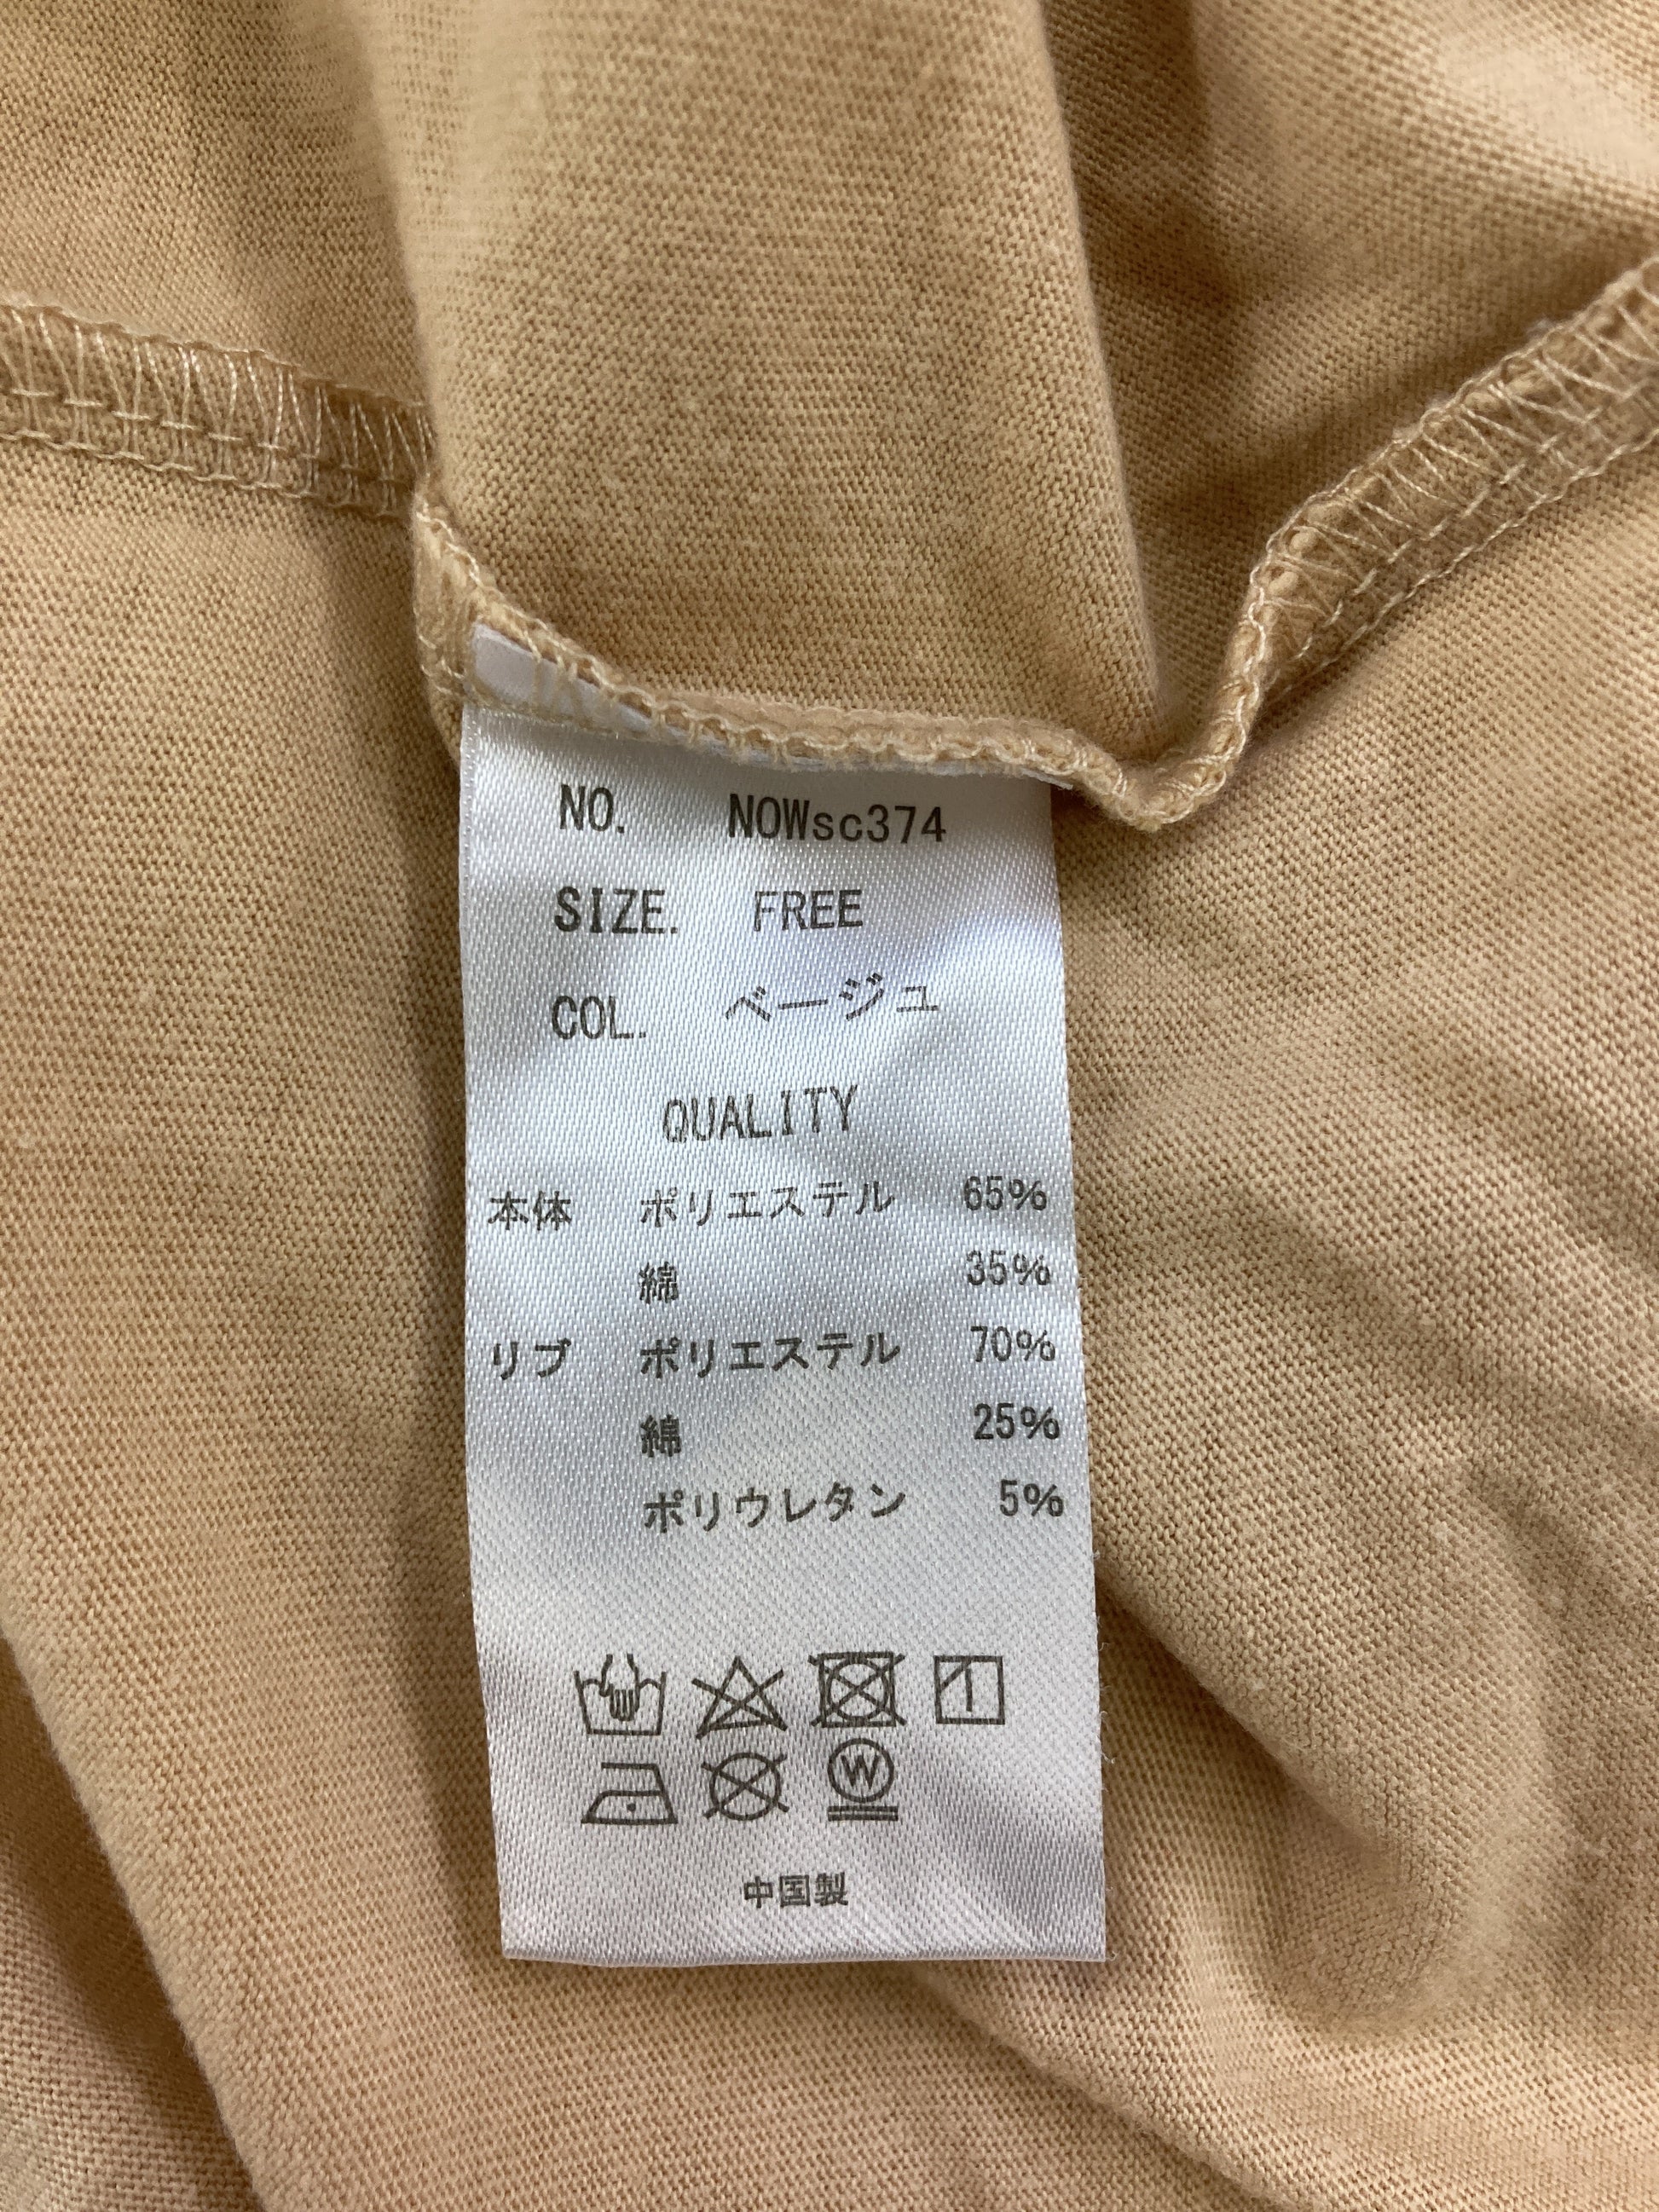 NO. NOWsc374
SIZE. FREE
COL. ベージュ
QUALITY
本体 ポリエステル 65%
綿 35%
リブ ポリエステル 70%
綿 25%
ポリウレタン 5%
W
中国製